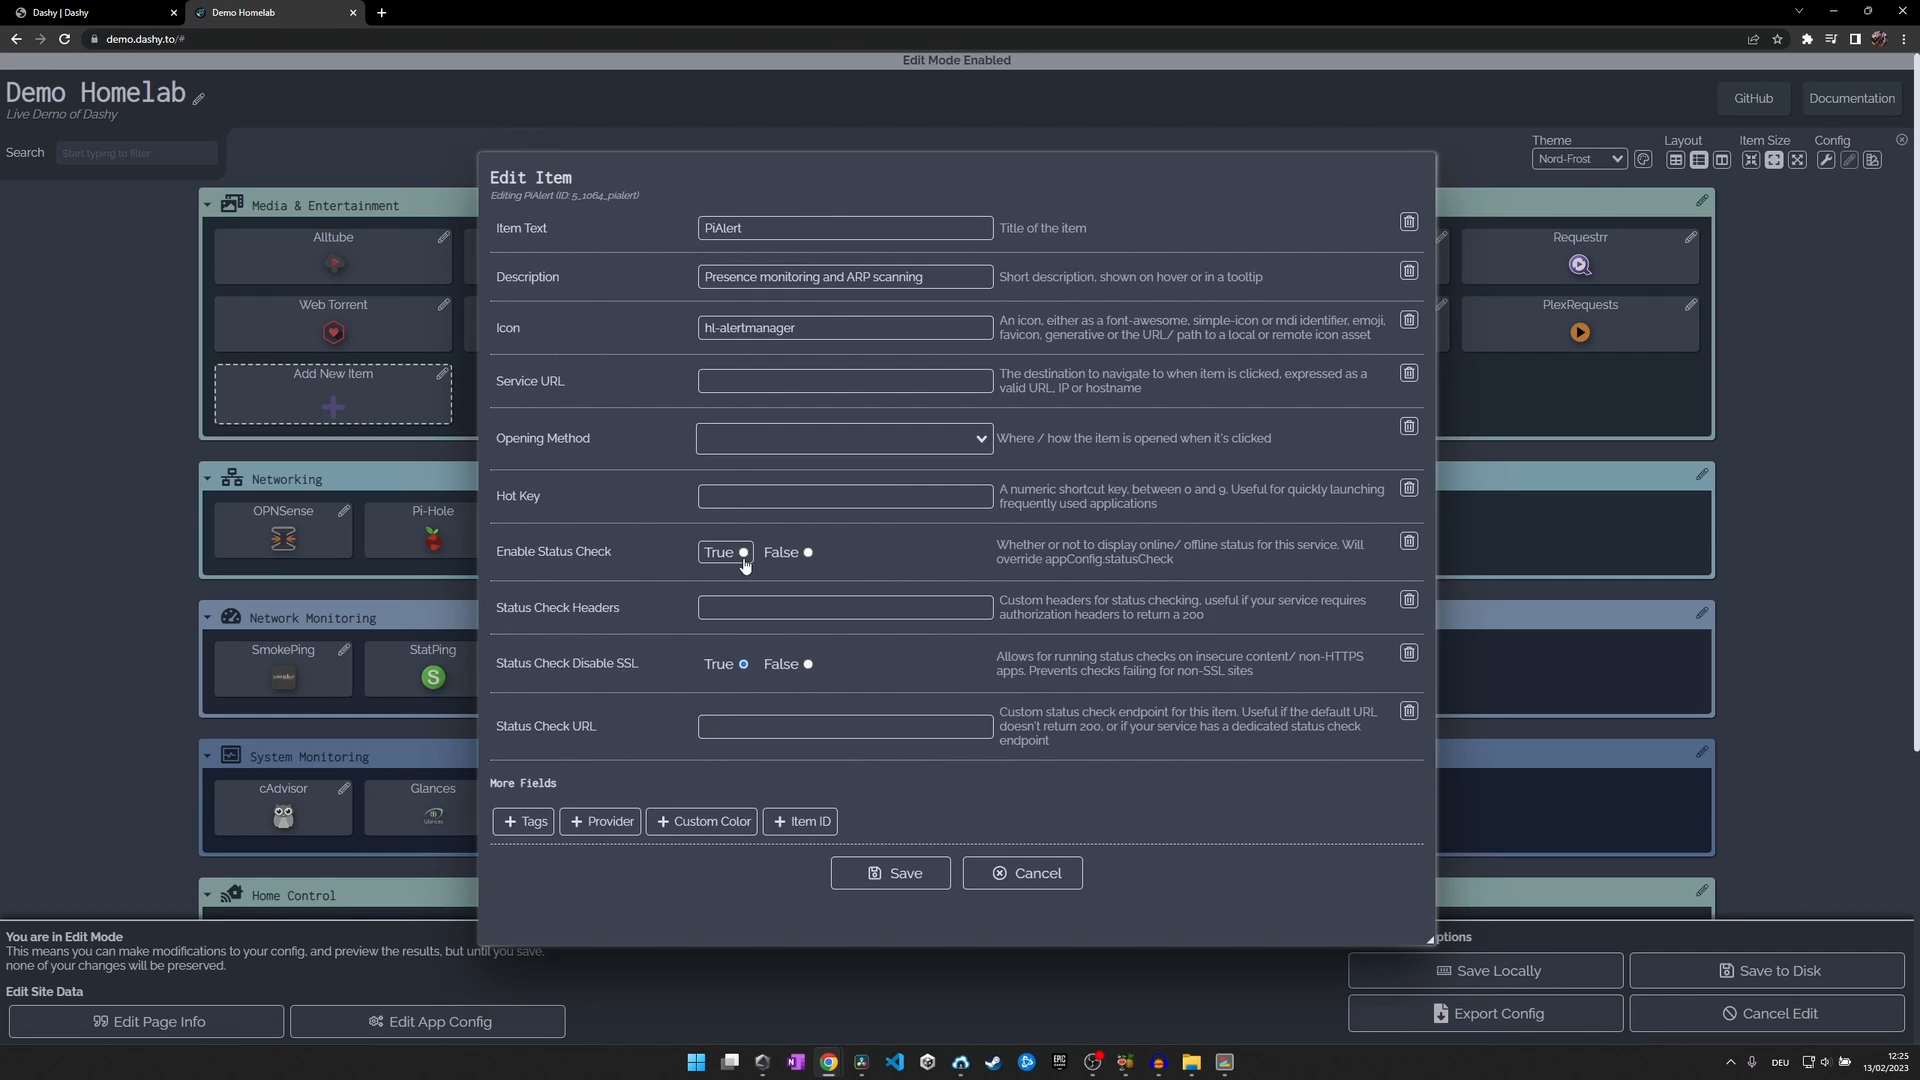 Dashy | Dashy
Demo Homelab
demo.dashy.to/#
Edit Mode Enabled
Demo Homelab
Live Demo of Dashy
GitHub
Documentation
Search
Start typing to filter
Theme
Nord-Frost
Layout
Item Size
Config
Media & Entertainment
Alltube
Web Torrent
Add New Item
Requestrr
PlexRequests
Networking
OPNSense
Pi-Hole
Network Monitoring
SmokePing
StatPing
System Monitoring
cAdvisor
Glances
Home Control
Edit Item
Editing PiAlert (ID: 5_1064_pialert)
Item Text
PiAlert
Title of the item
Description
Presence monitoring and ARP scanning
Short description, shown on hover or in a tooltip
Icon
hl-alertmanager
An icon, either as a font-awesome, simple-icon or mdi identifier, emoji,
favicon, generative or the URL/ path to a local or remote icon asset
Service URL
The destination to navigate to when item is clicked, expressed as a
valid URL, IP or hostname
Opening Method
Where / how the item is opened when it's clicked
Hot Key
A numeric shortcut key, between 0 and 9. Useful for quickly launching
frequently used applications
Enable Status Check
True
False
Whether or not to display online/ offline status for this service. Will
override appConfig.statusCheck
Status Check Headers
Custom headers for status checking, useful if your service requires
authorization headers to return a 200
Status Check Disable SSL
True
False
Allows for running status checks on insecure content/ non-HTTPS
apps. Prevents checks failing for non-SSL sites
Status Check URL
Custom status check endpoint for this item. Useful if the default URL
doesn't return 200, or if your service has a dedicated status check
endpoint
More Fields
+ Tags
+ Provider
+ Custom Color
+ Item ID
Save
Cancel
You are in Edit Mode
This means you can make modifications to your config, and preview the results, but until you save,
none of your changes will be preserved.
Edit Site Data
Edit Page Info
Edit App Config
ptions
Save Locally
Save to Disk
Export Config
Cancel Edit
DEU
12:25
13/02/2023